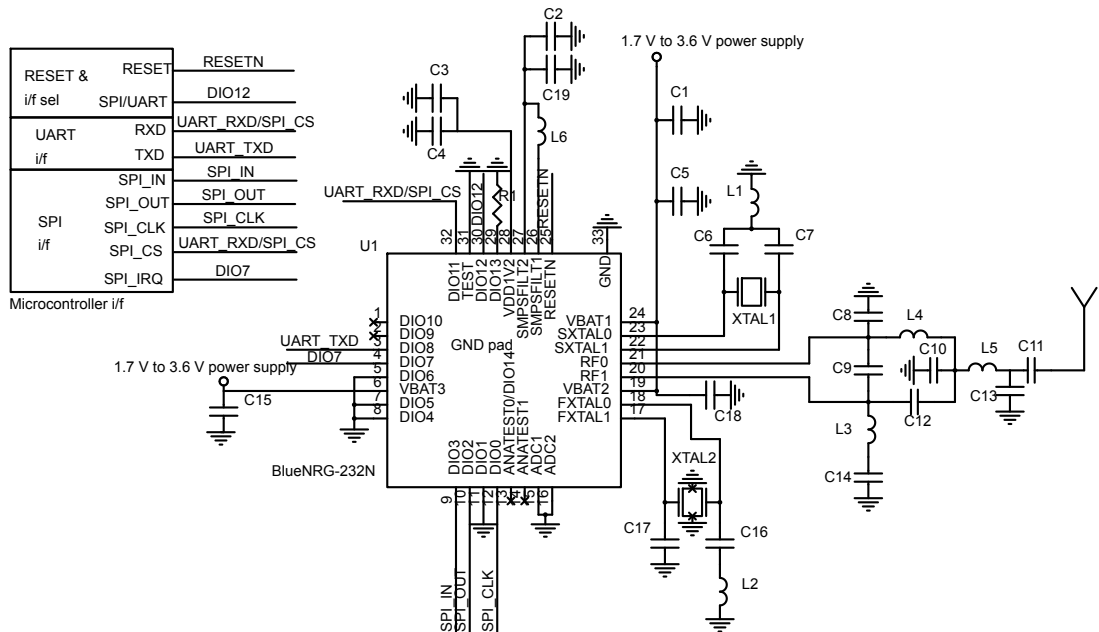 C2
1.7 V to 3.6 V power supply
C19
C3
C4
L6
C1
C5
RESET &
i/f sel
RESET
RESETN
SPI/UART
DIO12
UART
i/f
RXD
UART_RXD/SPI_CS
TXD
UART_TXD
SPI
i/f
SPI_IN
SPI_IN
SPI_OUT
SPI_OUT
SPI_CLK
SPI_CLK
SPI_CS
UART_RXD/SPI_CS
SPI_IRQ
DIO7
Microcontroller i/f
UART_RXD/SPI_CS
DIO12
R1
RESETN
L1
C6
C7
XTAL1
U1
32
31
30
29
28
27
26
25
33
DIO11
TEST
DIO12
DIO13
VDD1V2
SMPSFILT2
SMPSFILT1
RESETN
GND
1
DIO10
2
DIO9
UART_TXD
3
DIO8
DIO7
4
DIO7
5
DIO6
1.7 V to 3.6 V power supply
6
VBAT3
7
DIO5
8
DIO4
C15
GND pad
VBAT1
24
SXTAL0
23
SXTAL1
22
RF0
21
RF1
20
VBAT2
19
FXTAL0
18
FXTAL1
17
C18
C8
L4
C9
C10
L5
C11
C13
C12
L3
C14
DIO3
DIO2
DIO1
DIO0
ANATEST0/DIO14
ANATEST1
ADC1
ADC2
BlueNRG-232N
9
10
11
12
13
14
15
16
SPI_IN
SPI_OUT
SPI_CLK
XTAL2
C17
C16
L2